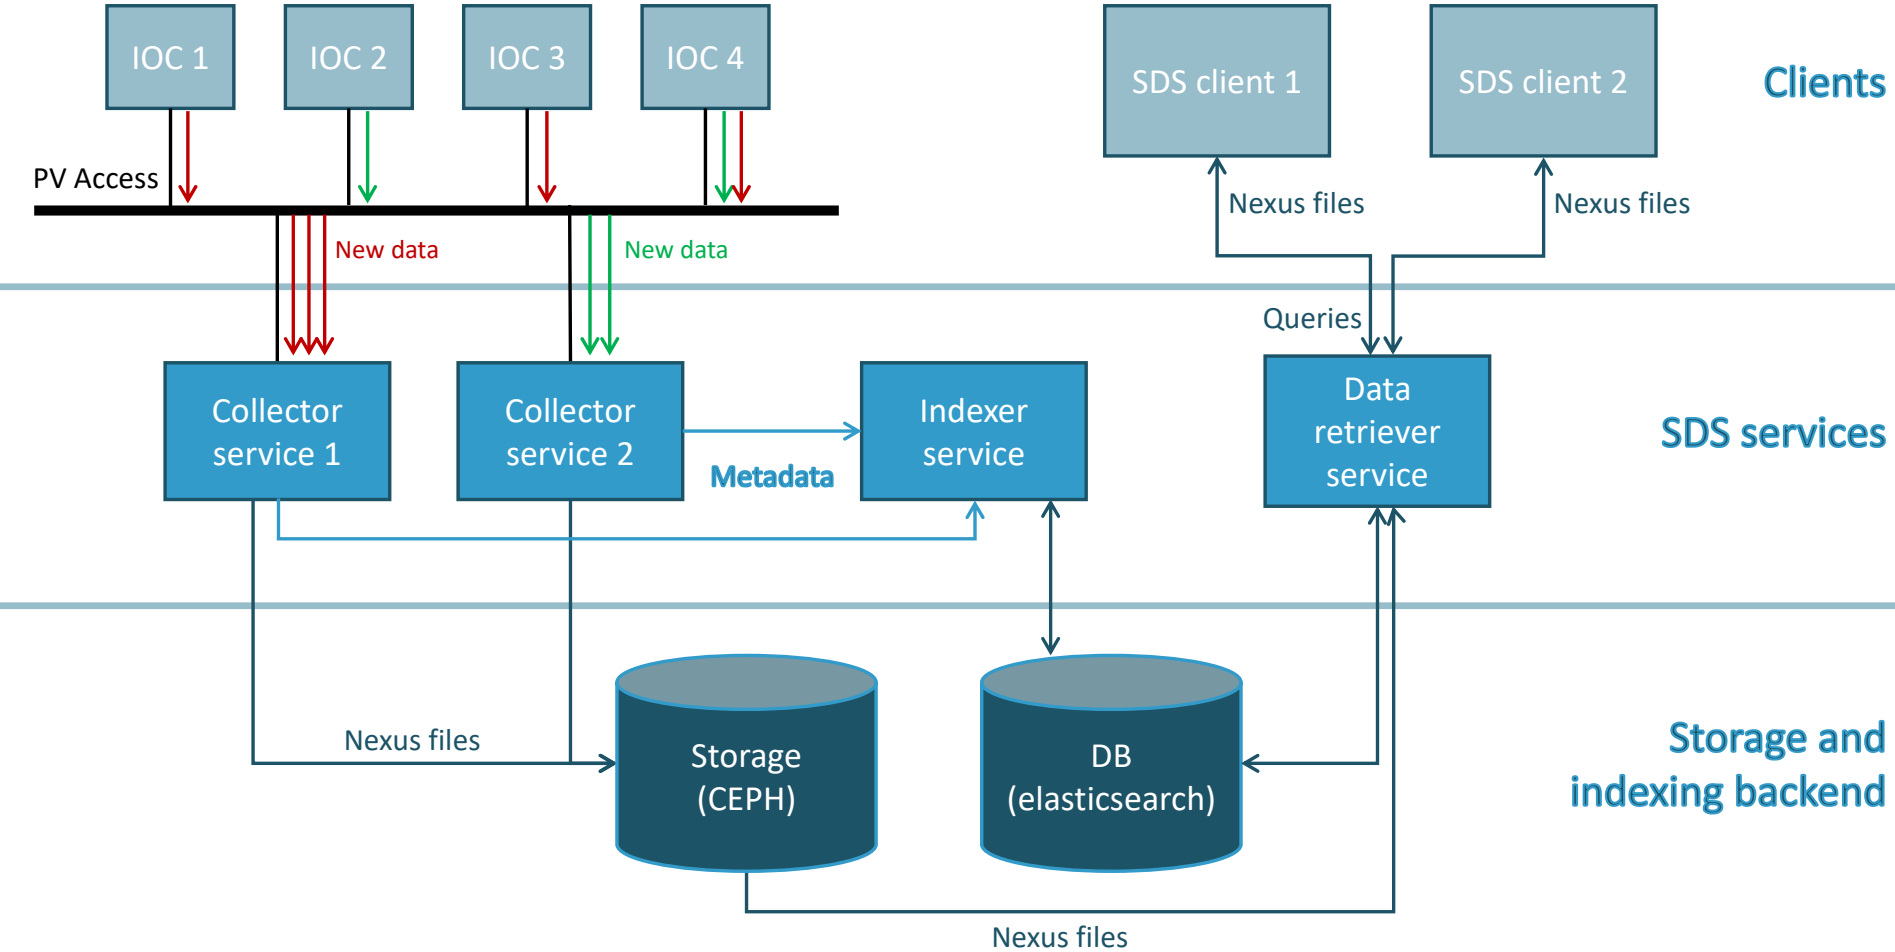 IOC 1
IOC 2
IOC 3
IOC 4
SDS client 1
SDS client 2
Clients
PV Access
Nexus files
Nexus files
New data
New data
Queries
Collector
service 1
Collector
service 2
Metadata
Indexer
service
Data
retriever
service
SDS services
Nexus files
Storage
(CEPH)
DB
(elasticsearch)
Storage and
indexing backend
Nexus files